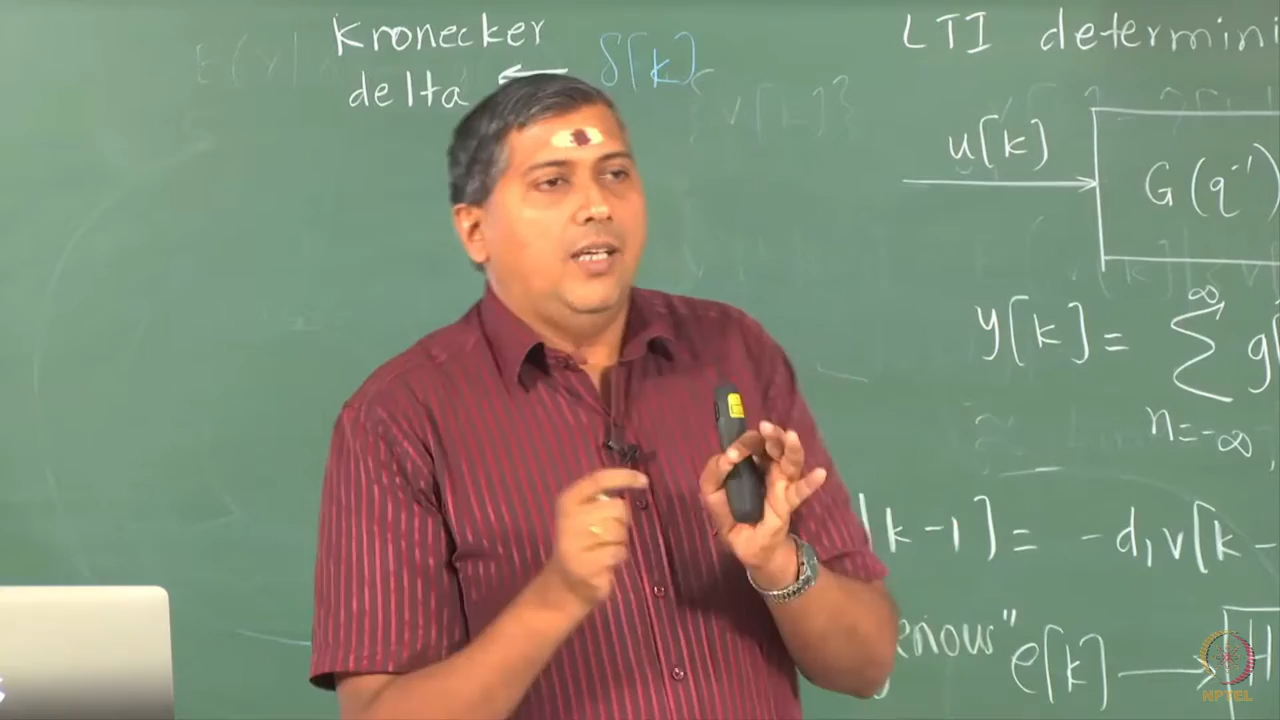 Kronecker
delta ← δ[k]
E(Y|
{v[k]}
LTI determini
u[k]
G(q⁻¹)
y[k] = ∞ Σ n=-∞ g[
[k-1] = -d₁v[k-
enous"
e[k] → H
NPTEL